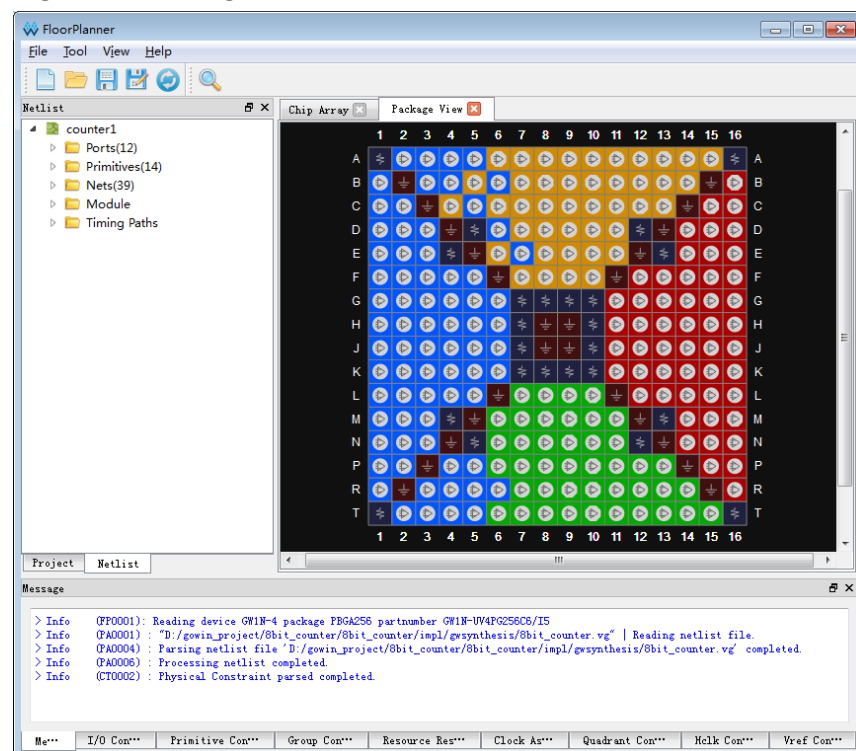 FloorPlanner
File Tool View Help
Netlist
counter1
Ports(12)
Primitives(14)
Nets(39)
Module
Timing Paths
Project Netlist
Chip Array Package View
1 2 3 4 5 6 7 8 9 10 11 12 13 14 15 16
A A
B B
C C
D D
E E
F F
G G
H H
J J
K K
L L
M M
N N
P P
R R
T T
1 2 3 4 5 6 7 8 9 10 11 12 13 14 15 16
Message
> Info (FP0001): Reading device GW1N-4 package PBGA256 partnumber GW1N-UV4PG256C6/I5
> Info (PA0001) : "D:/gowin_project/8bit_counter/8bit_counter/impl/gwsynthesis/8bit_counter.vg" | Reading netlist file.
> Info (PA0004) : Parsing netlist file 'D:/gowin_project/8bit_counter/8bit_counter/impl/gwsynthesis/8bit_counter.vg' completed.
> Info (PA0006) : Processing netlist completed.
> Info (CT0002) : Physical Constraint parsed completed.
Me··· I/O Con··· Primitive Con··· Group Con··· Resource Res··· Clock As··· Quadrant Con··· Hclk Con··· Vref Con···